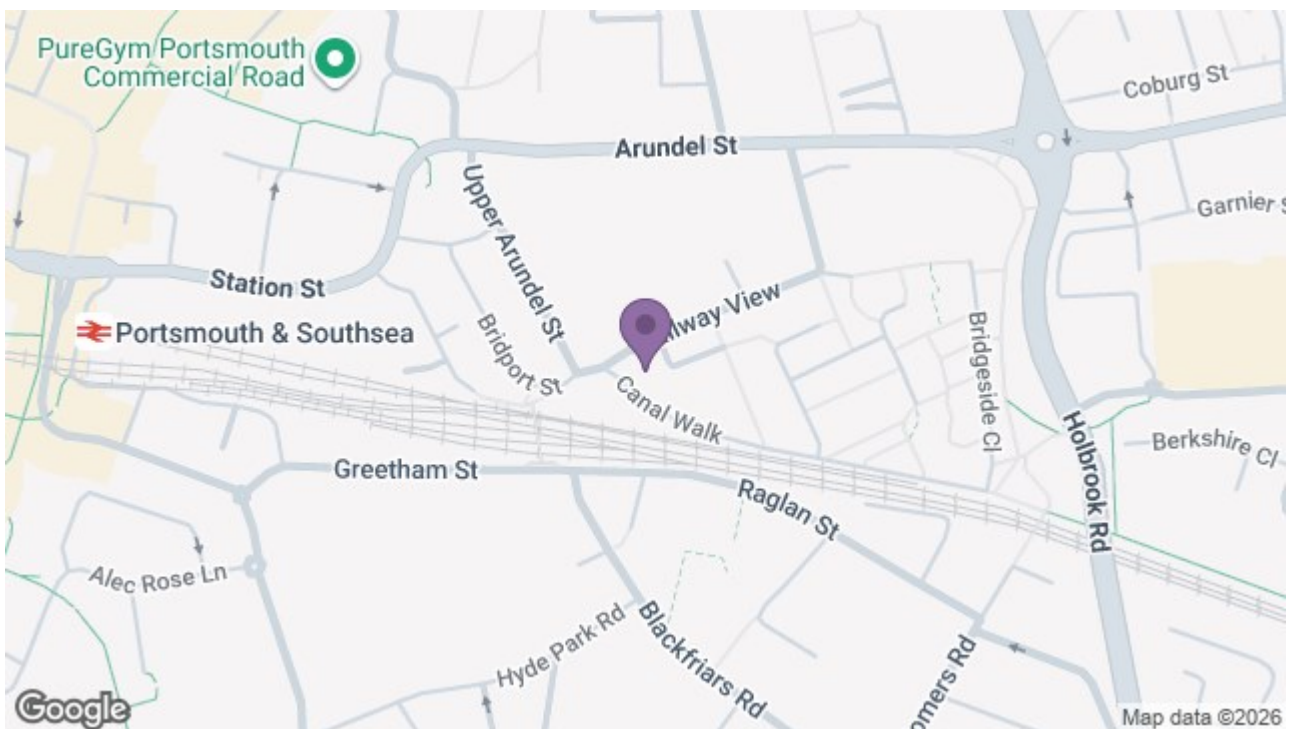 PureGym Portsmouth
Commercial Road
Coburg St
Arundel St
Upper Arundel St
Garnier
Station St
Railway View
Portsmouth & Southsea
Bridport St
Bridgeside Cl
Canal Walk
Holbrook Rd
Berkshire Cl
Greetham St
Raglan St
Alec Rose Ln
Hyde Park Rd
Blackfriars Rd
omers Rd
Google
Map data ©2026